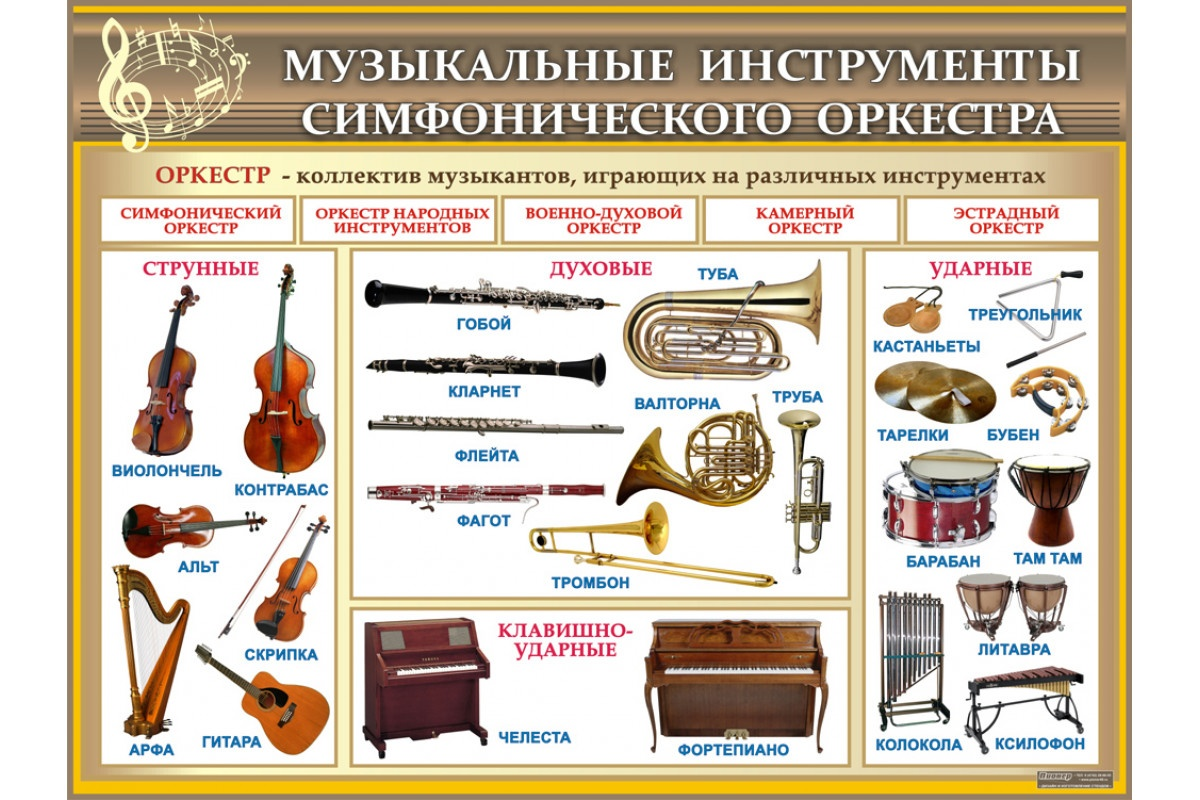 МУЗЫКАЛЬНЫЕ ИНСТРУМЕНТЫ
СИМФОНИЧЕСКОГО ОРКЕСТРА
ОРКЕСТР - коллектив музыкантов, играющих на различных инструментах
СИМФОНИЧЕСКИЙ
ОРКЕСТР
ОРКЕСТР НАРОДНЫХ
ИНСТРУМЕНТОВ
ВОЕННО-ДУХОВОЙ
ОРКЕСТР
КАМЕРНЫЙ
ОРКЕСТР
ЭСТРАДНЫЙ
ОРКЕСТР
СТРУННЫЕ
ВИОЛОНЧЕЛЬ
КОНТРАБАС
АЛЬТ
СКРИПКА
АРФА
ГИТАРА
ДУХОВЫЕ
ТУБА
ГОБОЙ
КЛАРНЕТ
ВАЛТОРНА
ТРУБА
ФЛЕЙТА
ФАГОТ
ТРОМБОН
КЛАВИШНО-
УДАРНЫЕ
YAMAHA
ЧЕЛЕСТА
ФОРТЕПИАНО
УДАРНЫЕ
ТРЕУГОЛЬНИК
КАСТАНЬЕТЫ
ТАРЕЛКИ
БУБЕН
БАРАБАН
ТАМ ТАМ
ЛИТАВРА
КОЛОКОЛА
КСИЛОФОН